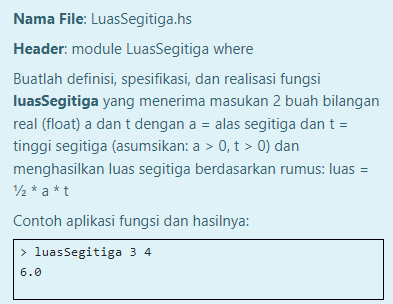 Nama File: LuasSegitiga.hs
Header: module LuasSegitiga where
Buatlah definisi, spesifikasi, dan realisasi fungsi
luasSegitiga yang menerima masukan 2 buah bilangan
real (float) a dan t dengan a = alas segitiga dan t =
tinggi segitiga (asumsikan: a > 0, t > 0) dan
menghasilkan luas segitiga berdasarkan rumus: luas =
½ * a * t
Contoh aplikasi fungsi dan hasilnya:
> luasSegitiga 3 4
6.0